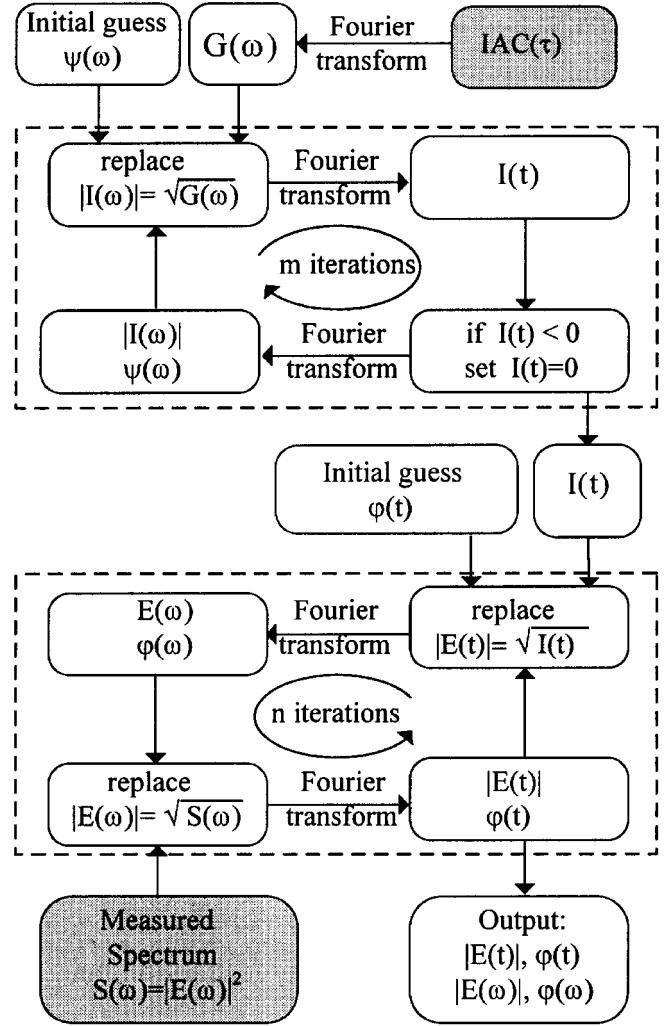 Initial guess
ψ(ω)
G(ω)
Fourier
transform
IAC(τ)
replace
|I(ω)|= √G(ω)
Fourier
transform
I(t)
m iterations
|I(ω)|
ψ(ω)
Fourier
transform
if I(t) < 0
set I(t)=0
Initial guess
φ(t)
I(t)
E(ω)
φ(ω)
Fourier
transform
replace
|E(t)|= √I(t)
n iterations
replace
|E(ω)|= √S(ω)
Fourier
transform
|E(t)|
φ(t)
Measured
Spectrum
S(ω)=|E(ω)|²
Output:
|E(t)|, φ(t)
|E(ω)|, φ(ω)